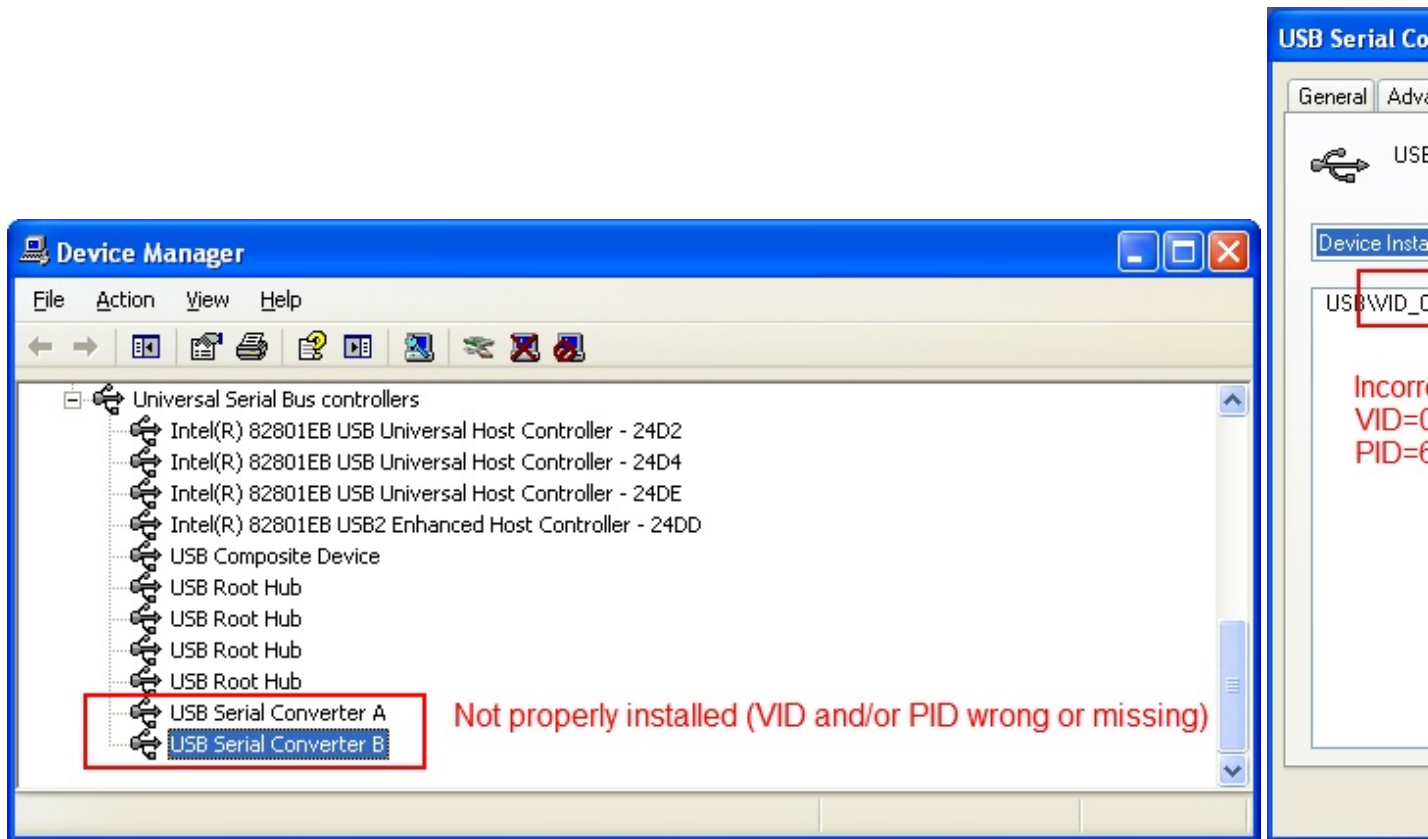 Device Manager
File Action View Help
Universal Serial Bus controllers
Intel(R) 82801EB USB Universal Host Controller - 24D2
Intel(R) 82801EB USB Universal Host Controller - 24D4
Intel(R) 82801EB USB Universal Host Controller - 24DE
Intel(R) 82801EB USB2 Enhanced Host Controller - 24DD
USB Composite Device
USB Root Hub
USB Root Hub
USB Root Hub
USB Root Hub
USB Serial Converter A
USB Serial Converter B
Not properly installed (VID and/or PID wrong or missing)
USB Serial
General
Device